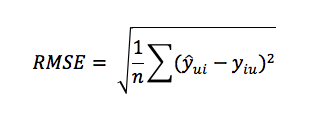 RMSE = √(1/n ∑(ŷ_ui − y_iu)²)